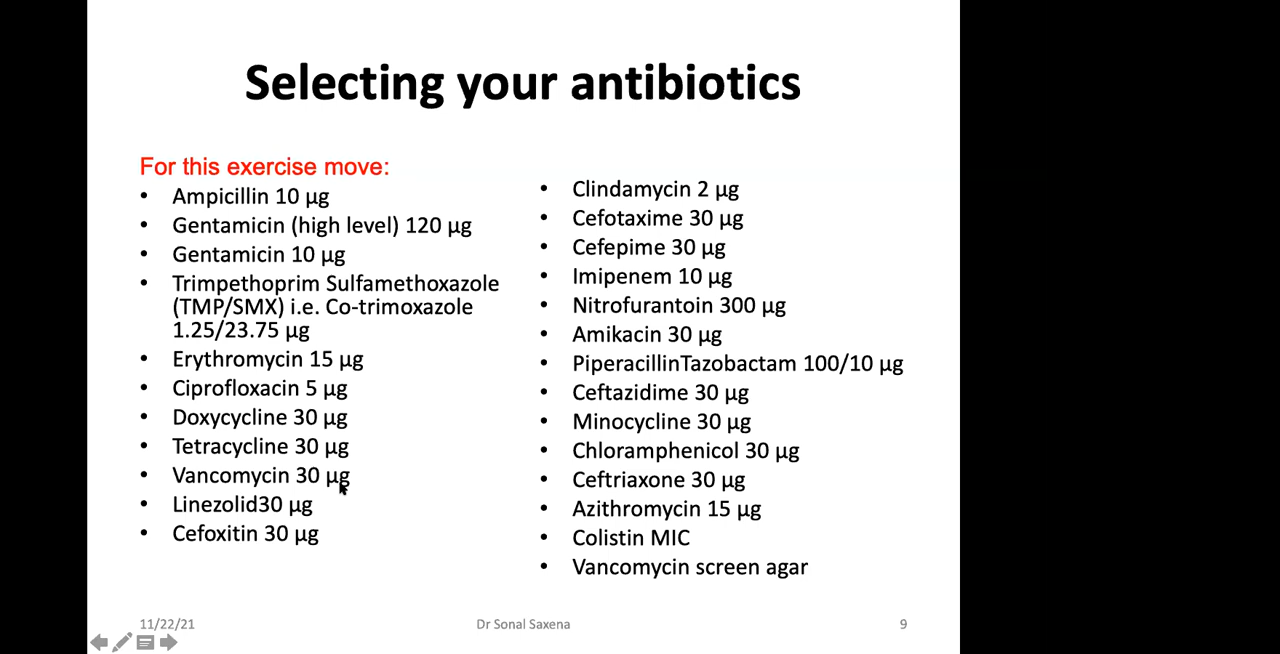 Selecting your antibiotics
For this exercise move:
• Ampicillin 10 µg
• Gentamicin (high level) 120 µg
• Gentamicin 10 µg
• Trimpethoprim Sulfamethoxazole
(TMP/SMX) i.e. Co-trimoxazole
1.25/23.75 µg
• Erythromycin 15 µg
• Ciprofloxacin 5 µg
• Doxycycline 30 µg
• Tetracycline 30 µg
• Vancomycin 30 µg
• Linezolid30 µg
• Cefoxitin 30 µg
• Clindamycin 2 µg
• Cefotaxime 30 µg
• Cefepime 30 µg
• Imipenem 10 µg
• Nitrofurantoin 300 µg
• Amikacin 30 µg
• PiperacillinTazobactam 100/10 µg
• Ceftazidime 30 µg
• Minocycline 30 µg
• Chloramphenicol 30 µg
• Ceftriaxone 30 µg
• Azithromycin 15 µg
• Colistin MIC
• Vancomycin screen agar
11/22/21
Dr Sonal Saxena
9